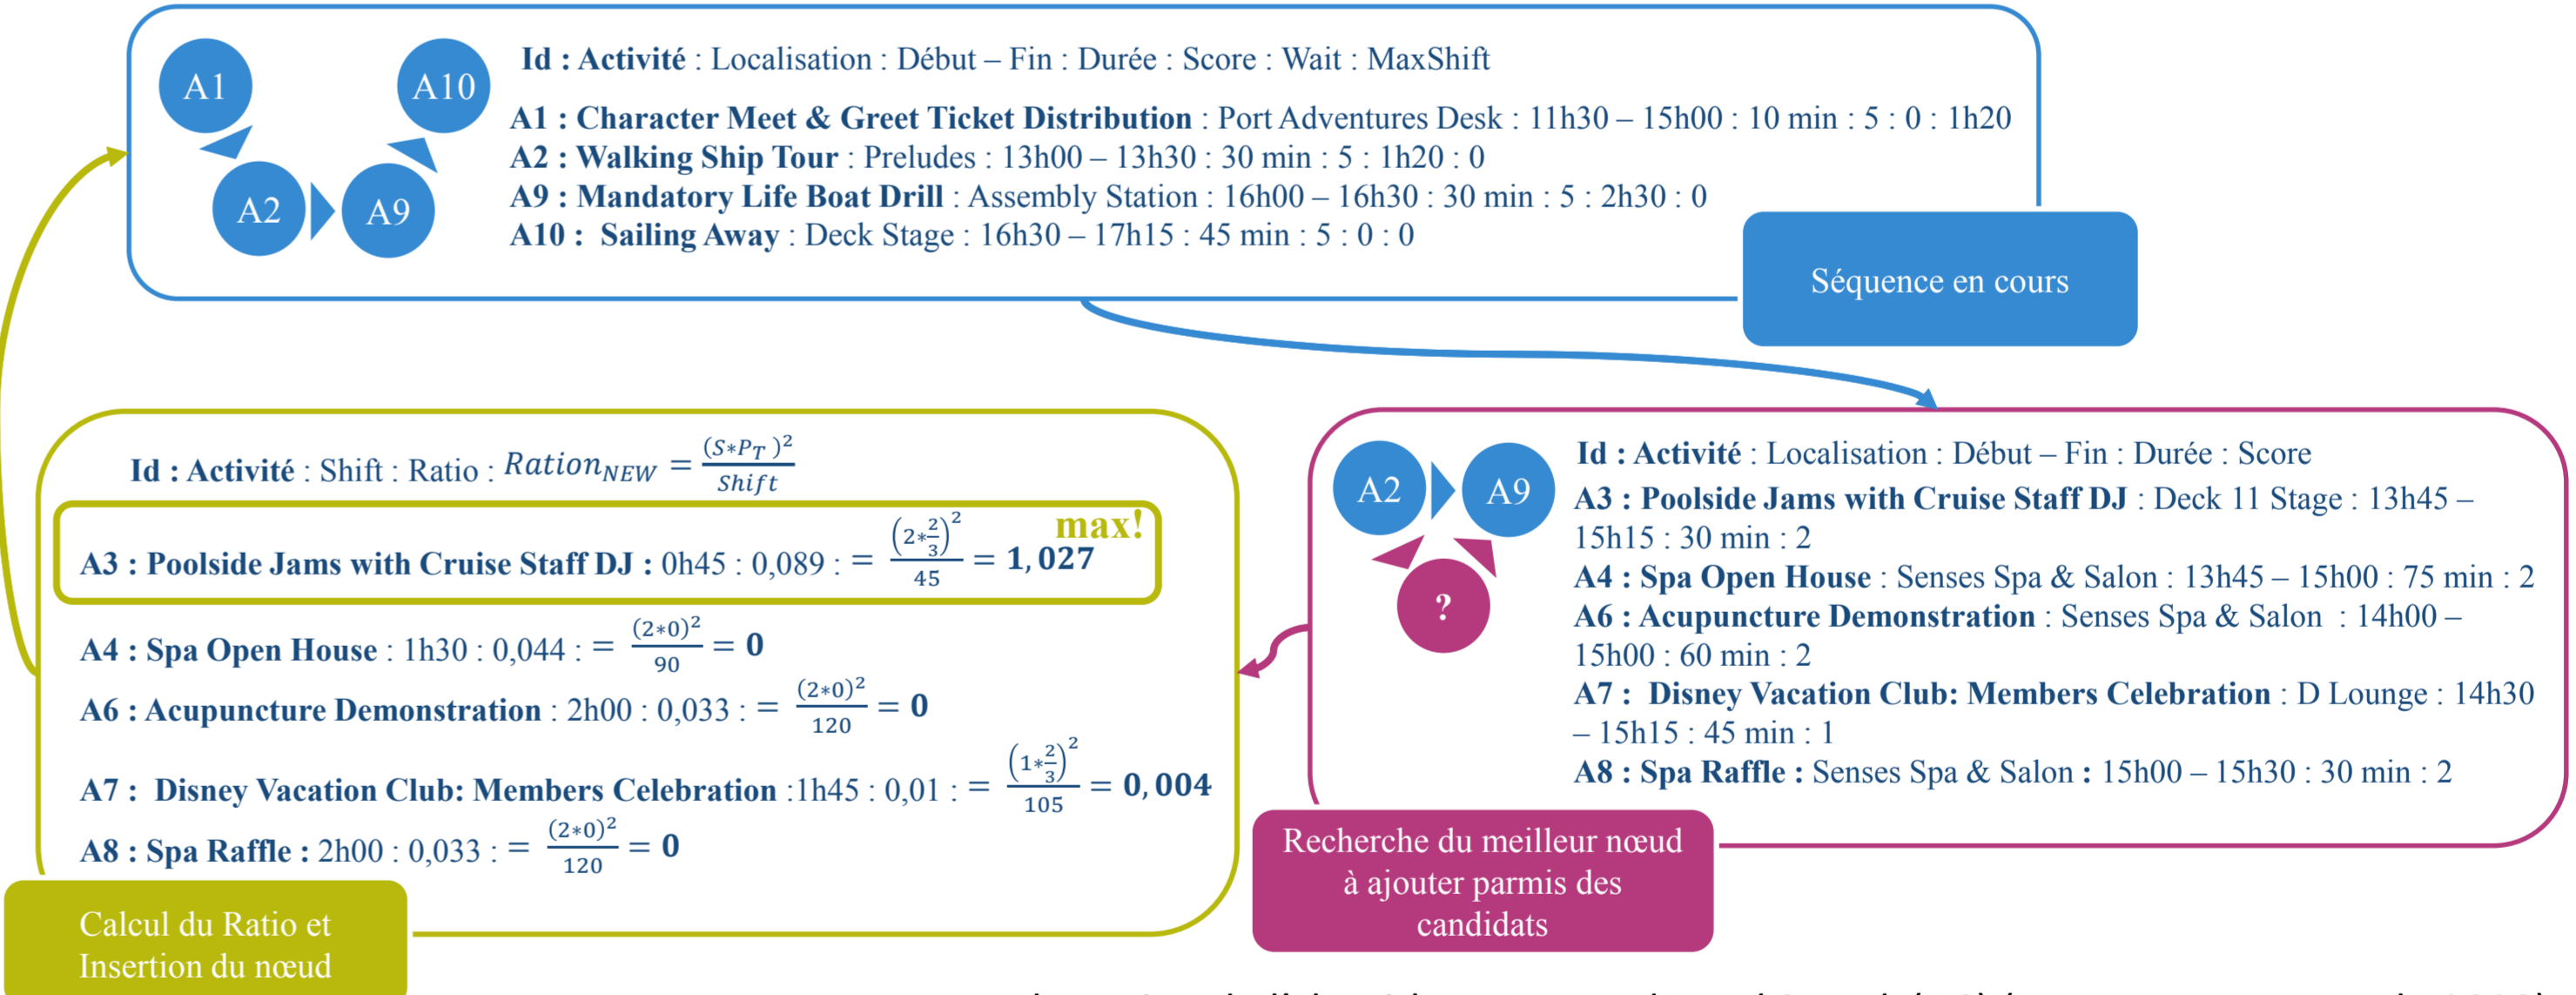 A1
A10
A2
A9
Id : Activité : Localisation : Début – Fin : Durée : Score : Wait : MaxShift
A1 : Character Meet & Greet Ticket Distribution : Port Adventures Desk : 11h30 – 15h00 : 10 min : 5 : 0 : 1h20
A2 : Walking Ship Tour : Preludes : 13h00 – 13h30 : 30 min : 5 : 1h20 : 0
A9 : Mandatory Life Boat Drill : Assembly Station : 16h00 – 16h30 : 30 min : 5 : 2h30 : 0
A10 : Sailing Away : Deck Stage : 16h30 – 17h15 : 45 min : 5 : 0 : 0
Séquence en cours
Id : Activité : Shift : Ratio : Ration_NEW = (S*P_T)²/Shift
max!
A3 : Poolside Jams with Cruise Staff DJ : 0h45 : 0,089 : = (2*2/3)²/45 = 1,027
A4 : Spa Open House : 1h30 : 0,044 : = (2*0)²/90 = 0
A6 : Acupuncture Demonstration : 2h00 : 0,033 : = (2*0)²/120 = 0
A7 : Disney Vacation Club: Members Celebration :1h45 : 0,01 : = (1*2/3)²/105 = 0,004
A8 : Spa Raffle : 2h00 : 0,033 : = (2*0)²/120 = 0
Calcul du Ratio et
Insertion du nœud
A2
A9
?
Id : Activité : Localisation : Début – Fin : Durée : Score
A3 : Poolside Jams with Cruise Staff DJ : Deck 11 Stage : 13h45 –
15h15 : 30 min : 2
A4 : Spa Open House : Senses Spa & Salon : 13h45 – 15h00 : 75 min : 2
A6 : Acupuncture Demonstration : Senses Spa & Salon : 14h00 –
15h00 : 60 min : 2
A7 : Disney Vacation Club: Members Celebration : D Lounge : 14h30
– 15h15 : 45 min : 1
A8 : Spa Raffle : Senses Spa & Salon : 15h00 – 15h30 : 30 min : 2
Recherche du meilleur nœud
à ajouter parmis des
candidats